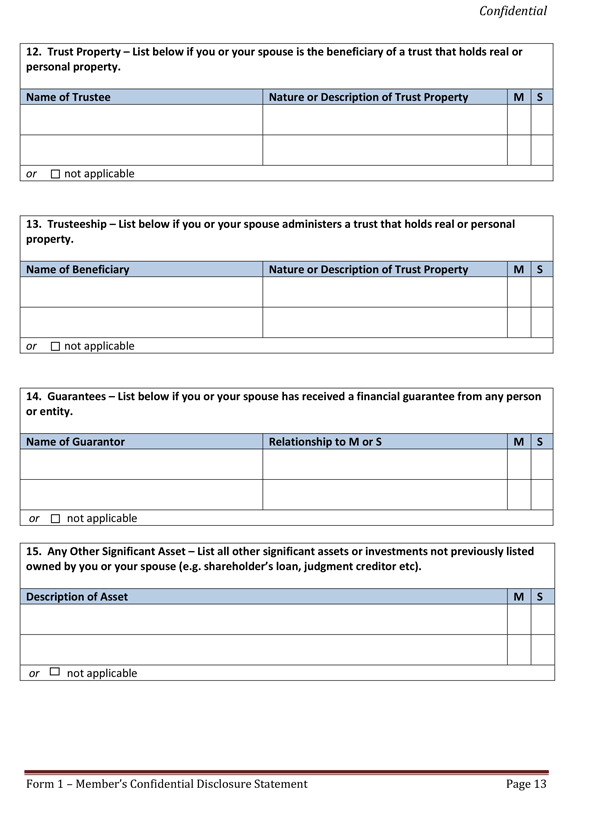 Confidential
12. Trust Property – List below if you or your spouse is the beneficiary of a trust that holds real or
personal property.
Name of Trustee Nature or Description of Trust Property M S
or not applicable
13. Trusteeship – List below if you or your spouse administers a trust that holds real or personal
property.
Name of Beneficiary Nature or Description of Trust Property M S
or not applicable
14. Guarantees – List below if you or your spouse has received a financial guarantee from any person
or entity.
Name of Guarantor Relationship to M or S M S
or not applicable
15. Any Other Significant Asset – List all other significant assets or investments not previously listed
owned by you or your spouse (e.g. shareholder's loan, judgment creditor etc).
Description of Asset M S
or not applicable
Form 1 – Member's Confidential Disclosure Statement Page 13